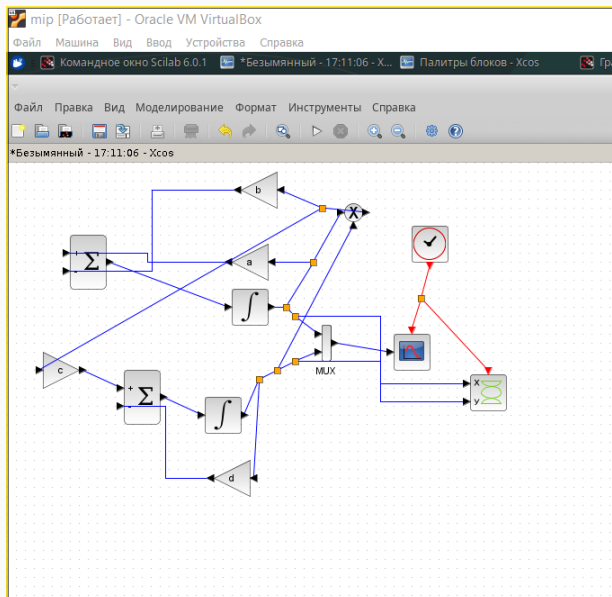 mip [Работает] - Oracle VM VirtualBox
Файл Машина Вид Ввод Устройства Справка
Командное окно Scilab 6.0.1 *Безымянный - 17:11:06 - X... Палитры блоков - Xcos Гра
Файл Правка Вид Моделирование Формат Инструменты Справка
*Безымянный - 17:11:06 - Xcos
b
X
+
-
Σ
a
∫
c
MUX
+
-
Σ
∫
X
y
d